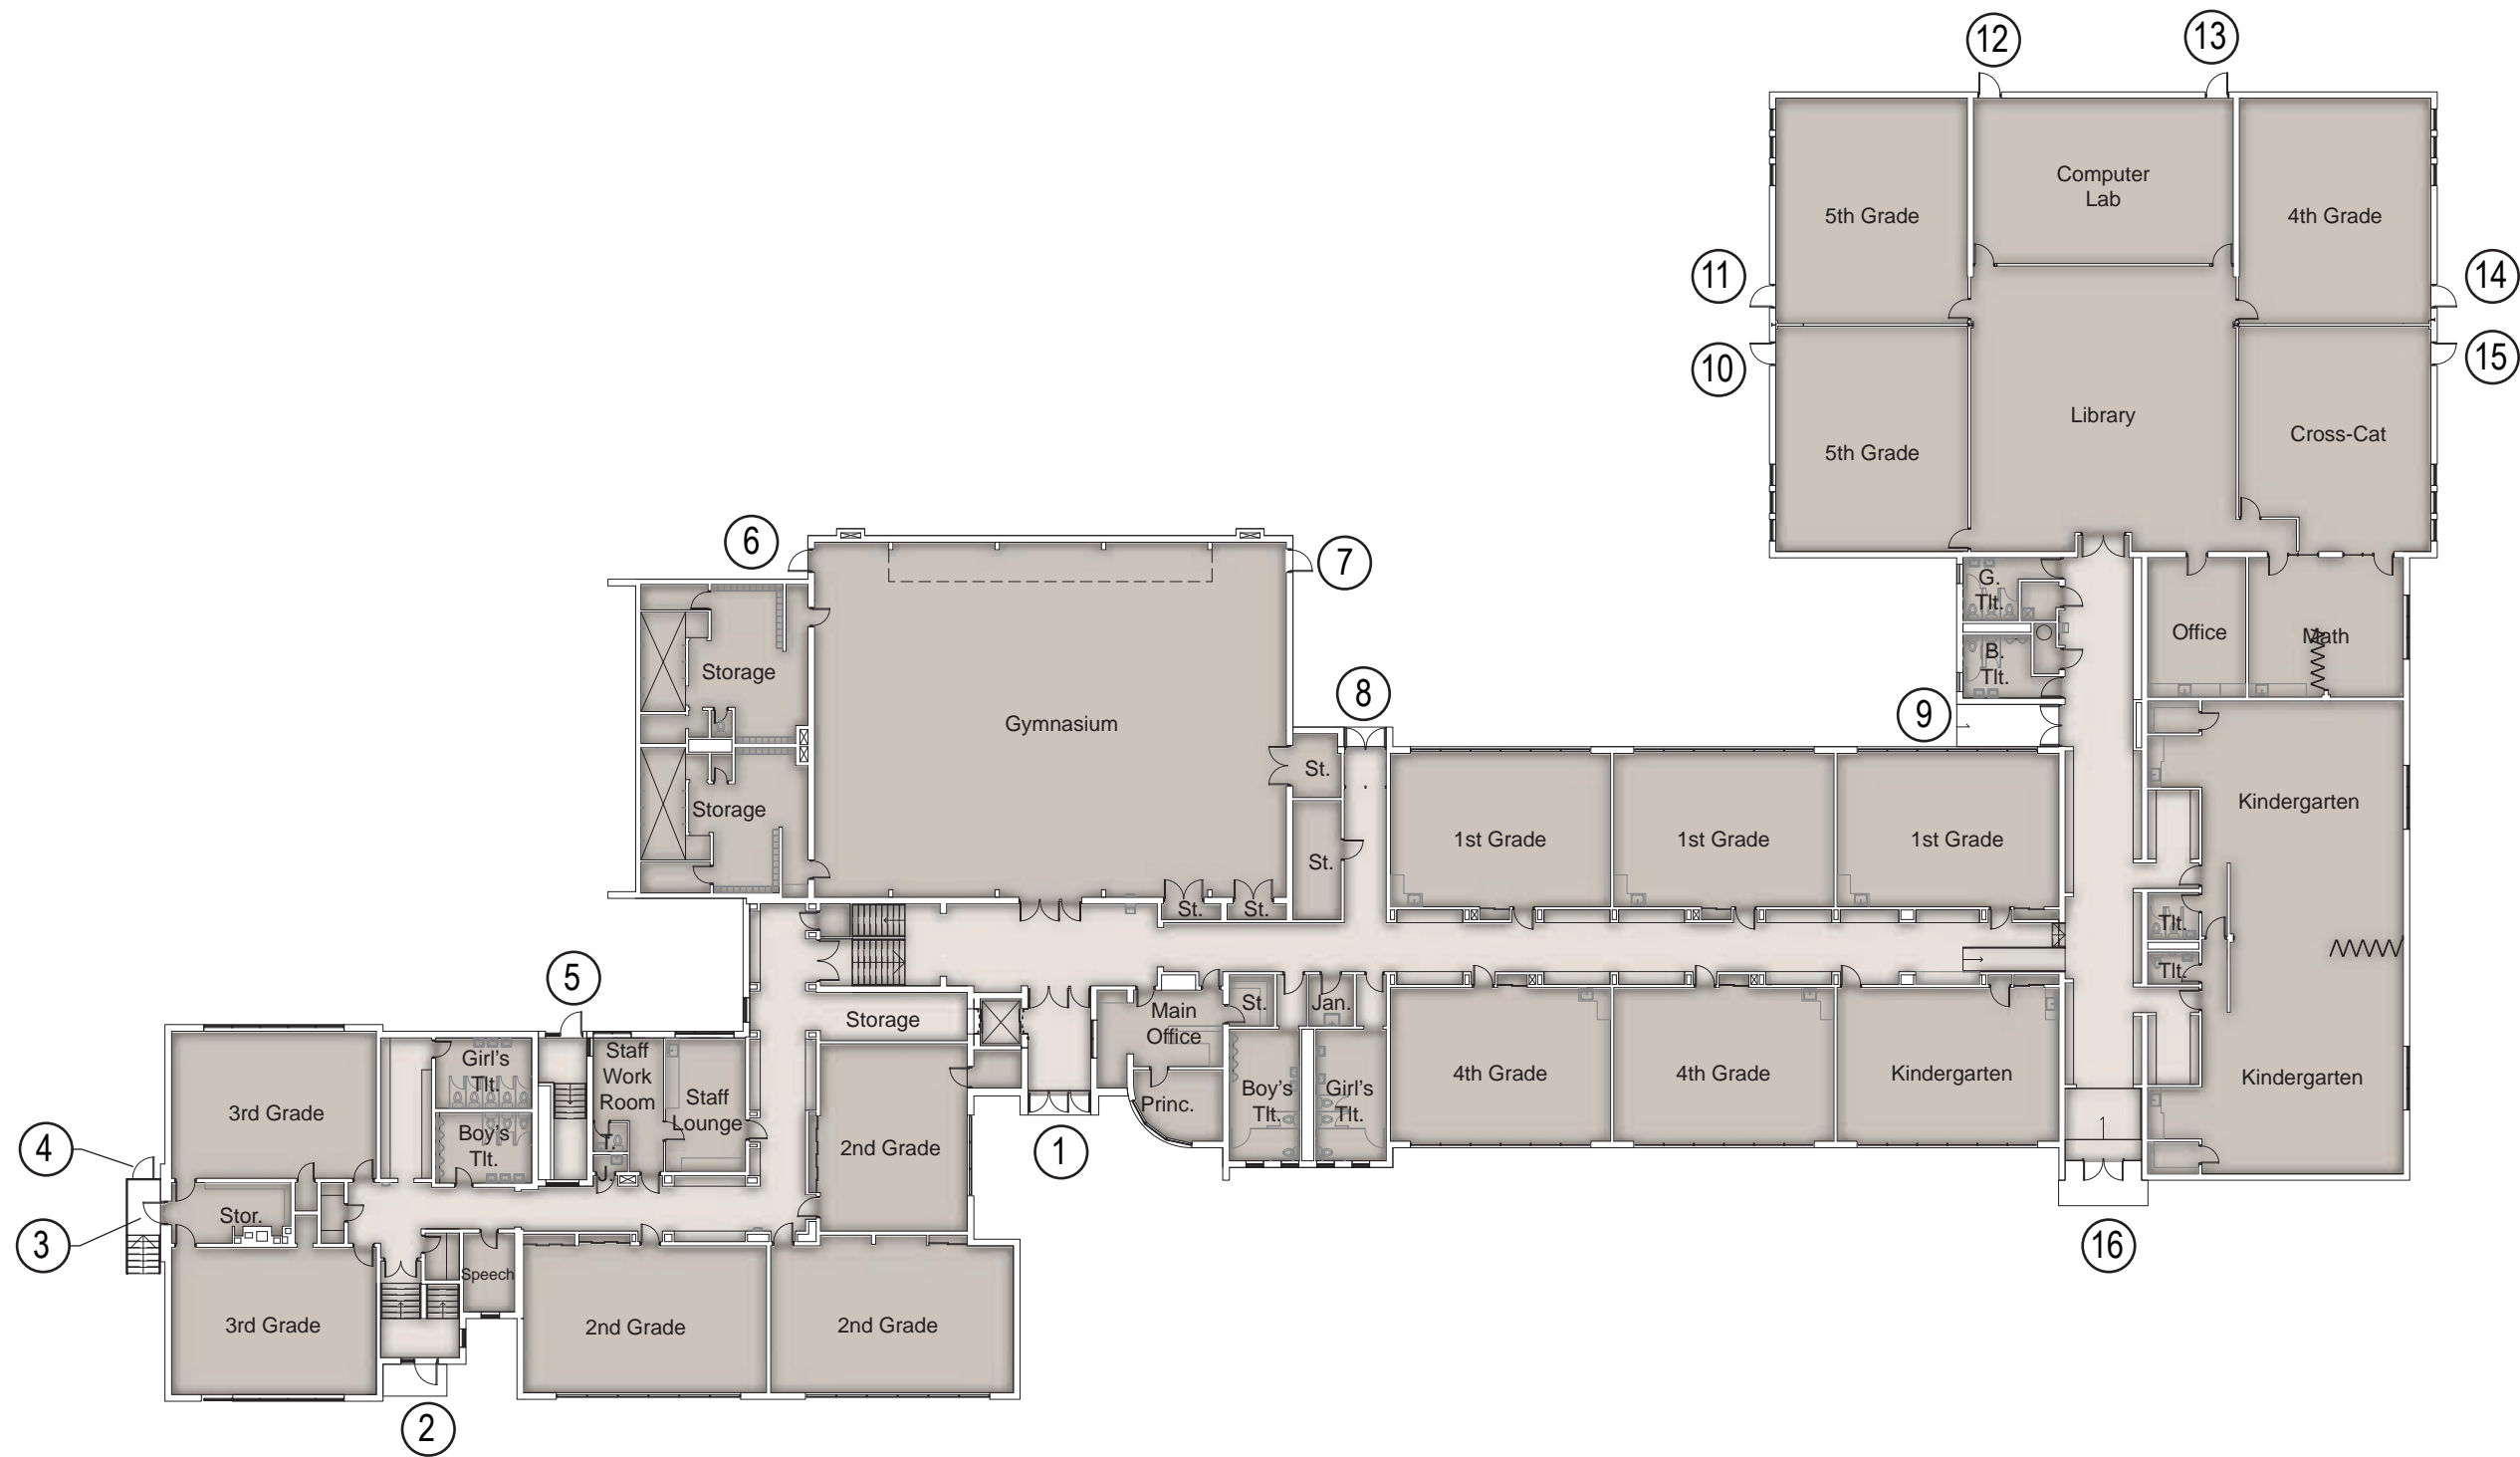 12
13
5th Grade
Computer
Lab
4th Grade
11
14
10
15
5th Grade
Library
Cross-Cat
6
7
G.
Tlt.
B.
Tlt.
Office
Math
Storage
Gymnasium
8
9
St.
Storage
St.
1st Grade
1st Grade
1st Grade
Kindergarten
St.
St.
Tlt.
Tlt.
5
Storage
Main
Office
St.
Jan.
Girl's
Tlt.
Staff
Work
Room
Staff
Lounge
3rd Grade
Boy's
Tlt.
T.
J.
2nd Grade
Princ.
Boy's
Tlt.
Girl's
Tlt.
4th Grade
4th Grade
Kindergarten
Kindergarten
4
3
Stor.
1
16
Speech
3rd Grade
2nd Grade
2nd Grade
2